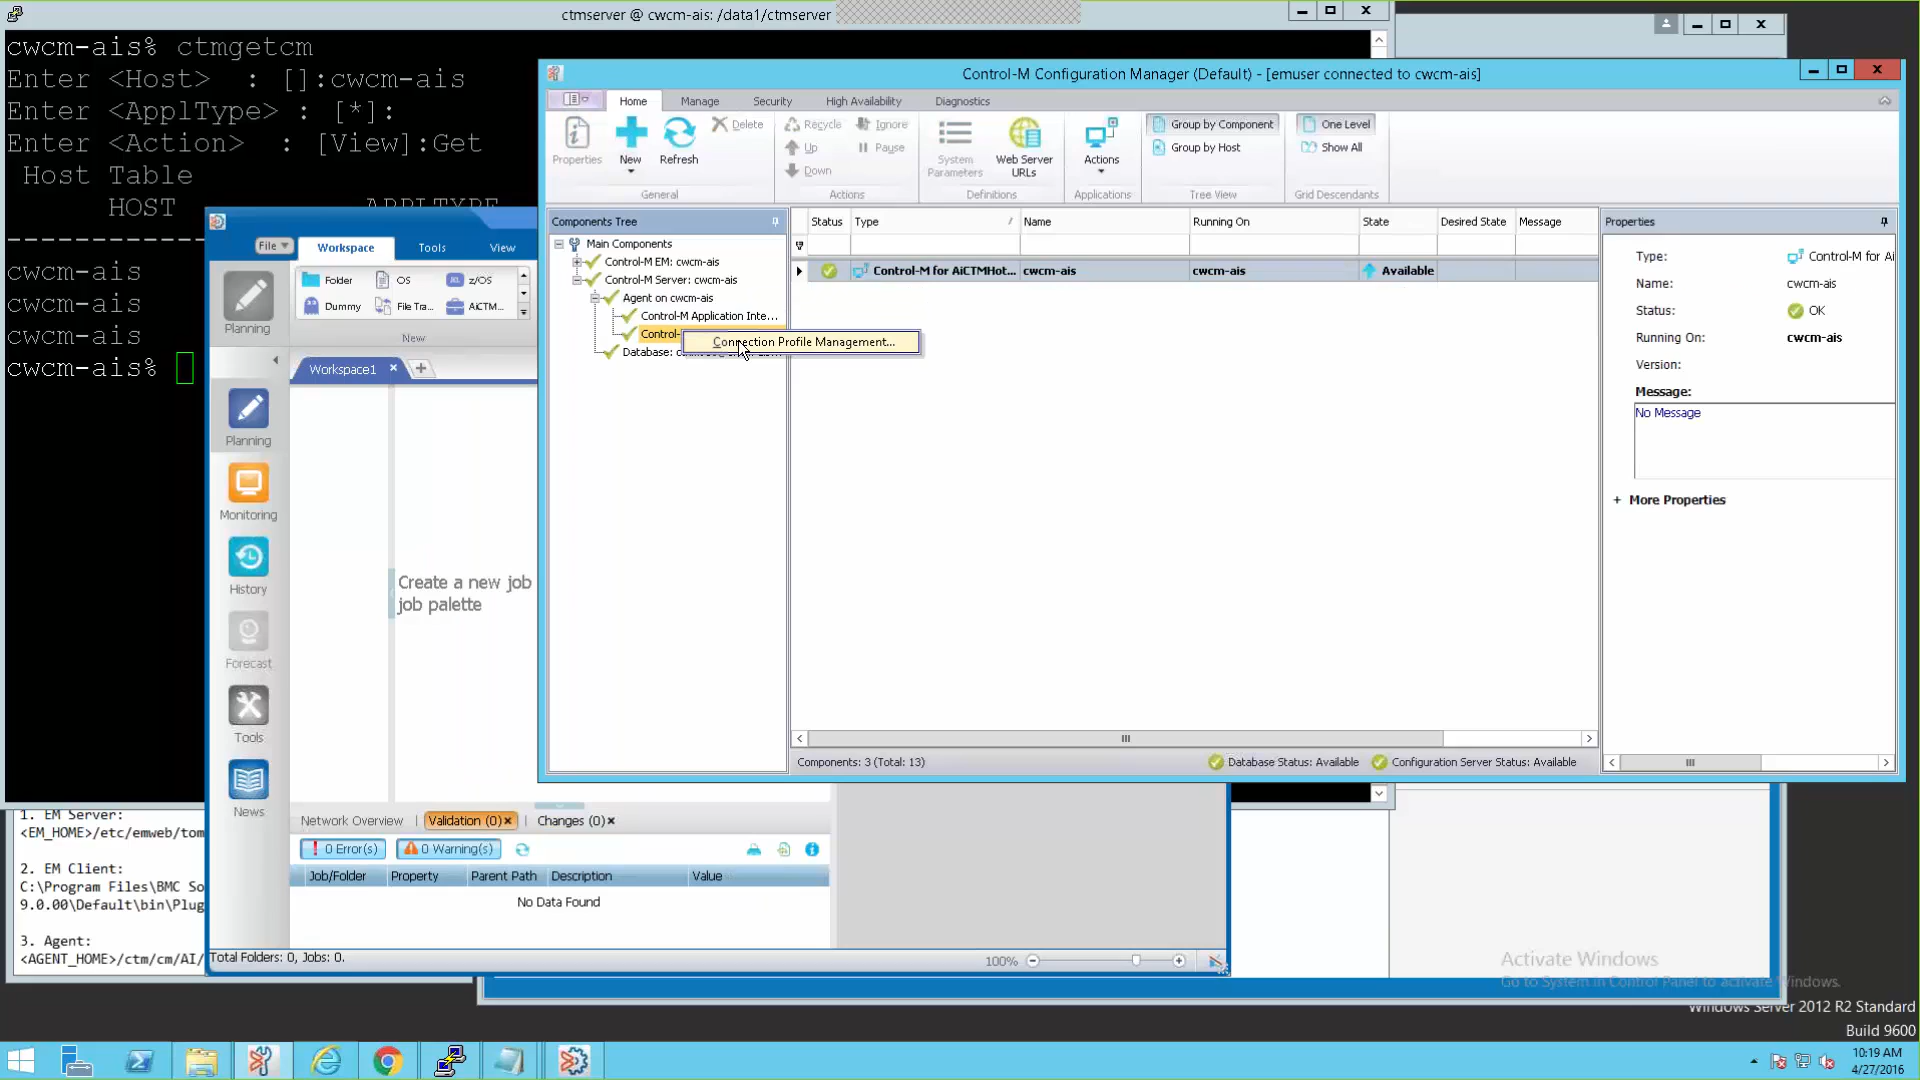 ctmserver @ cwcm-ais: /data1/ctmserver
cwcm-ais% ctmgetcm
Enter <Host>  : []:cwcm-ais
Enter <ApplType> : [*]:
Enter <Action>  : [View]:Get
Host Table
HOST APPLTYPE
cwcm-ais
cwcm-ais
cwcm-ais
cwcm-ais%
Control-M Configuration Manager (Default) - [emuser connected to cwcm-ais]
Home Manage Security High Availability Diagnostics
Properties New Refresh Delete
Recycle Ignore
Up Pause
Down
System Parameters
Web Server URLs
Actions
Group by Component
Group by Host
One Level
Show All
General Actions Definitions Applications Tree View Grid Descendants
Components Tree
Main Components
Control-M EM: cwcm-ais
Control-M Server: cwcm-ais
Agent on cwcm-ais
Control-M Application Inte...
Control-
Database:
Connection Profile Management...
Status Type Name Running On State Desired State Message
Control-M for AiCTMHot... cwcm-ais cwcm-ais Available
Components: 3 (Total: 13)
Database Status: Available
Configuration Server Status: Available
Properties
Type: Control-M for Ai
Name: cwcm-ais
Status: OK
Running On: cwcm-ais
Version:
Message:
No Message
+ More Properties
File Workspace Tools View
Planning
Folder OS z/OS
Dummy File Tra... AiCTM...
New
Workspace1
Planning
Monitoring
History
Forecast
Tools
News
Create a new job
job palette
Network Overview Validation (0) Changes (0)
0 Error(s) 0 Warning(s)
Job/Folder Property Parent Path Description Value
No Data Found
Total Folders: 0, Jobs: 0.
100%
1. EM Server:
<EM_HOME>/etc/emweb/tom
2. EM Client:
C:\Program Files\BMC So
9.0.00\Default\bin\Plug
3. Agent:
<AGENT_HOME>/ctm/cm/AI/
Activate Windows
Go to System in Control Panel to activate Windows.
Windows Server 2012 R2 Standard
Build 9600
10:19 AM
4/27/2016